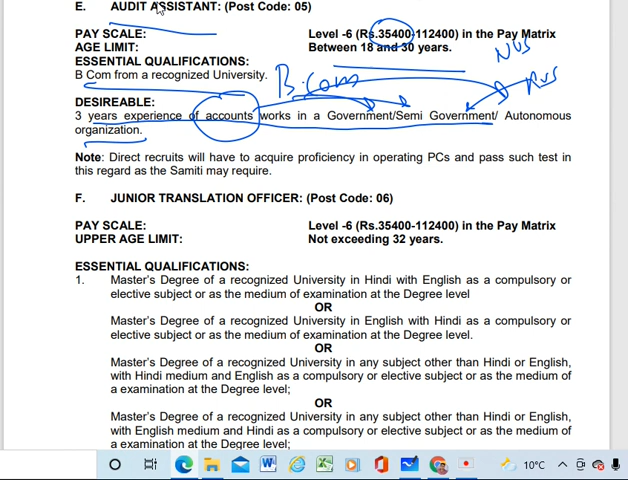 E. AUDIT ASSISTANT: (Post Code: 05)
PAY SCALE: Level -6 (Rs.35400-112400) in the Pay Matrix
AGE LIMIT: Between 18 and 30 years.
NVS
ESSENTIAL QUALIFICATIONS:
B Com from a recognized University.
B.Com
DESIREABLE:
3 years experience of accounts works in a Government/Semi Government/ Autonomous
organization.
Note: Direct recruits will have to acquire proficiency in operating PCs and pass such test in
this regard as the Samiti may require.
F. JUNIOR TRANSLATION OFFICER: (Post Code: 06)
PAY SCALE: Level -6 (Rs.35400-112400) in the Pay Matrix
UPPER AGE LIMIT: Not exceeding 32 years.
ESSENTIAL QUALIFICATIONS:
1. Master's Degree of a recognized University in Hindi with English as a compulsory or
elective subject or as the medium of examination at the Degree level
OR
Master's Degree of a recognized University in English with Hindi as a compulsory or
elective subject or as the medium of examination at the Degree level.
OR
Master's Degree of a recognized University in any subject other than Hindi or English,
with Hindi medium and English as a compulsory or elective subject or as the medium of
a examination at the Degree level;
OR
Master's Degree of a recognized University in any subject other than Hindi or English,
with English medium and Hindi as a compulsory or elective subject or as the medium of
a examination at the Degree level;
10°C